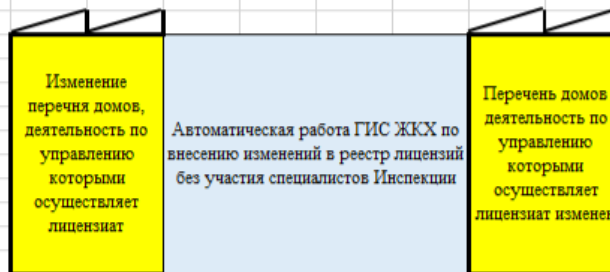 Изменение
перечня домов,
деятельность по
управлению
которыми
осуществляет
лицензиат
Автоматическая работа ГИС ЖКХ по
внесению изменений в реестр лицензий
без участия специалистов Инспекции
Перечень домов
деятельность по
управлению
которыми
осуществляет
лицензиат изменен